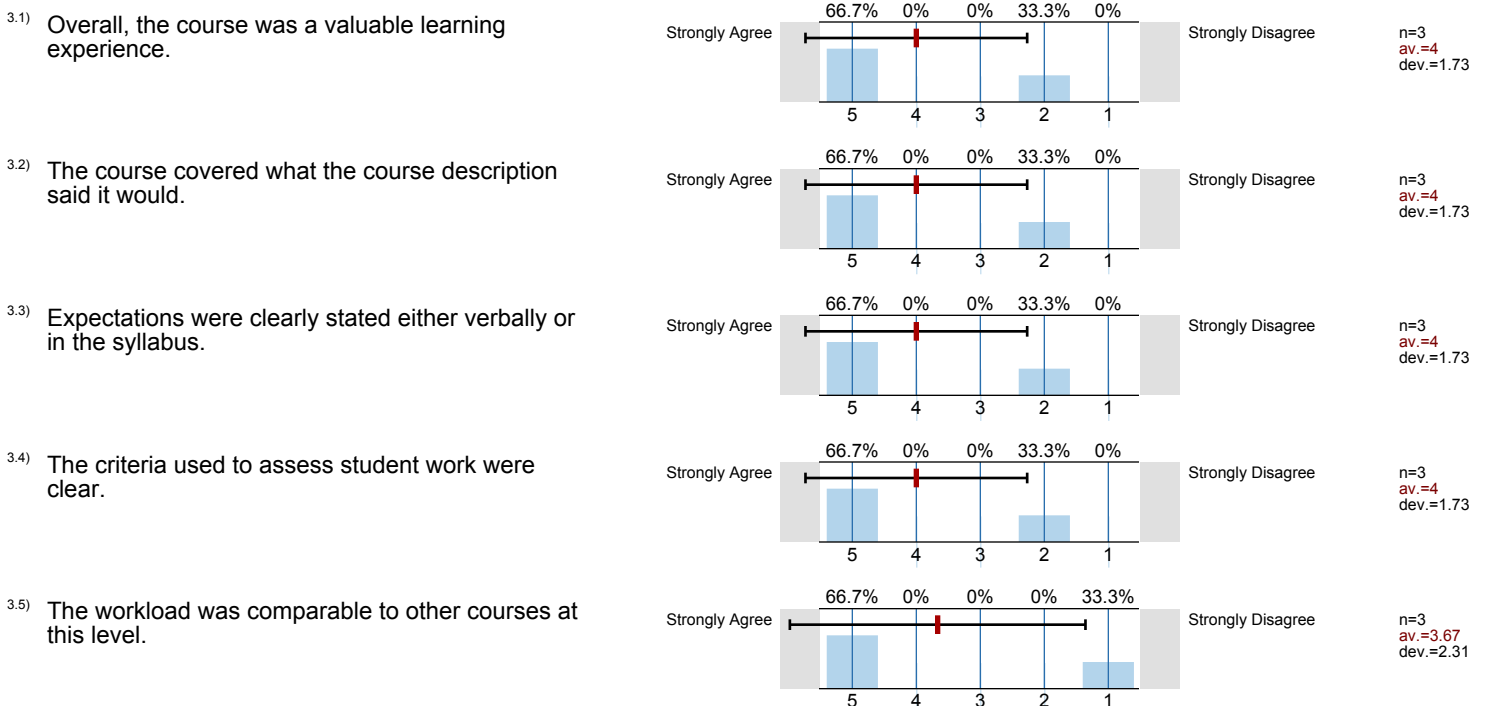 66.7% 0% 0% 33.3% 0%
3.1) Overall, the course was a valuable learning
experience.
Strongly Agree
Strongly Disagree
n=3
av.=4
dev.=1.73
5 4 3 2 1
66.7% 0% 0% 33.3% 0%
3.2) The course covered what the course description
said it would.
Strongly Agree
Strongly Disagree
n=3
av.=4
dev.=1.73
5 4 3 2 1
66.7% 0% 0% 33.3% 0%
3.3) Expectations were clearly stated either verbally or
in the syllabus.
Strongly Agree
Strongly Disagree
n=3
av.=4
dev.=1.73
5 4 3 2 1
66.7% 0% 0% 33.3% 0%
3.4) The criteria used to assess student work were
clear.
Strongly Agree
Strongly Disagree
n=3
av.=4
dev.=1.73
5 4 3 2 1
66.7% 0% 0% 0% 33.3%
3.5) The workload was comparable to other courses at
this level.
Strongly Agree
Strongly Disagree
n=3
av.=3.67
dev.=2.31
5 4 3 2 1